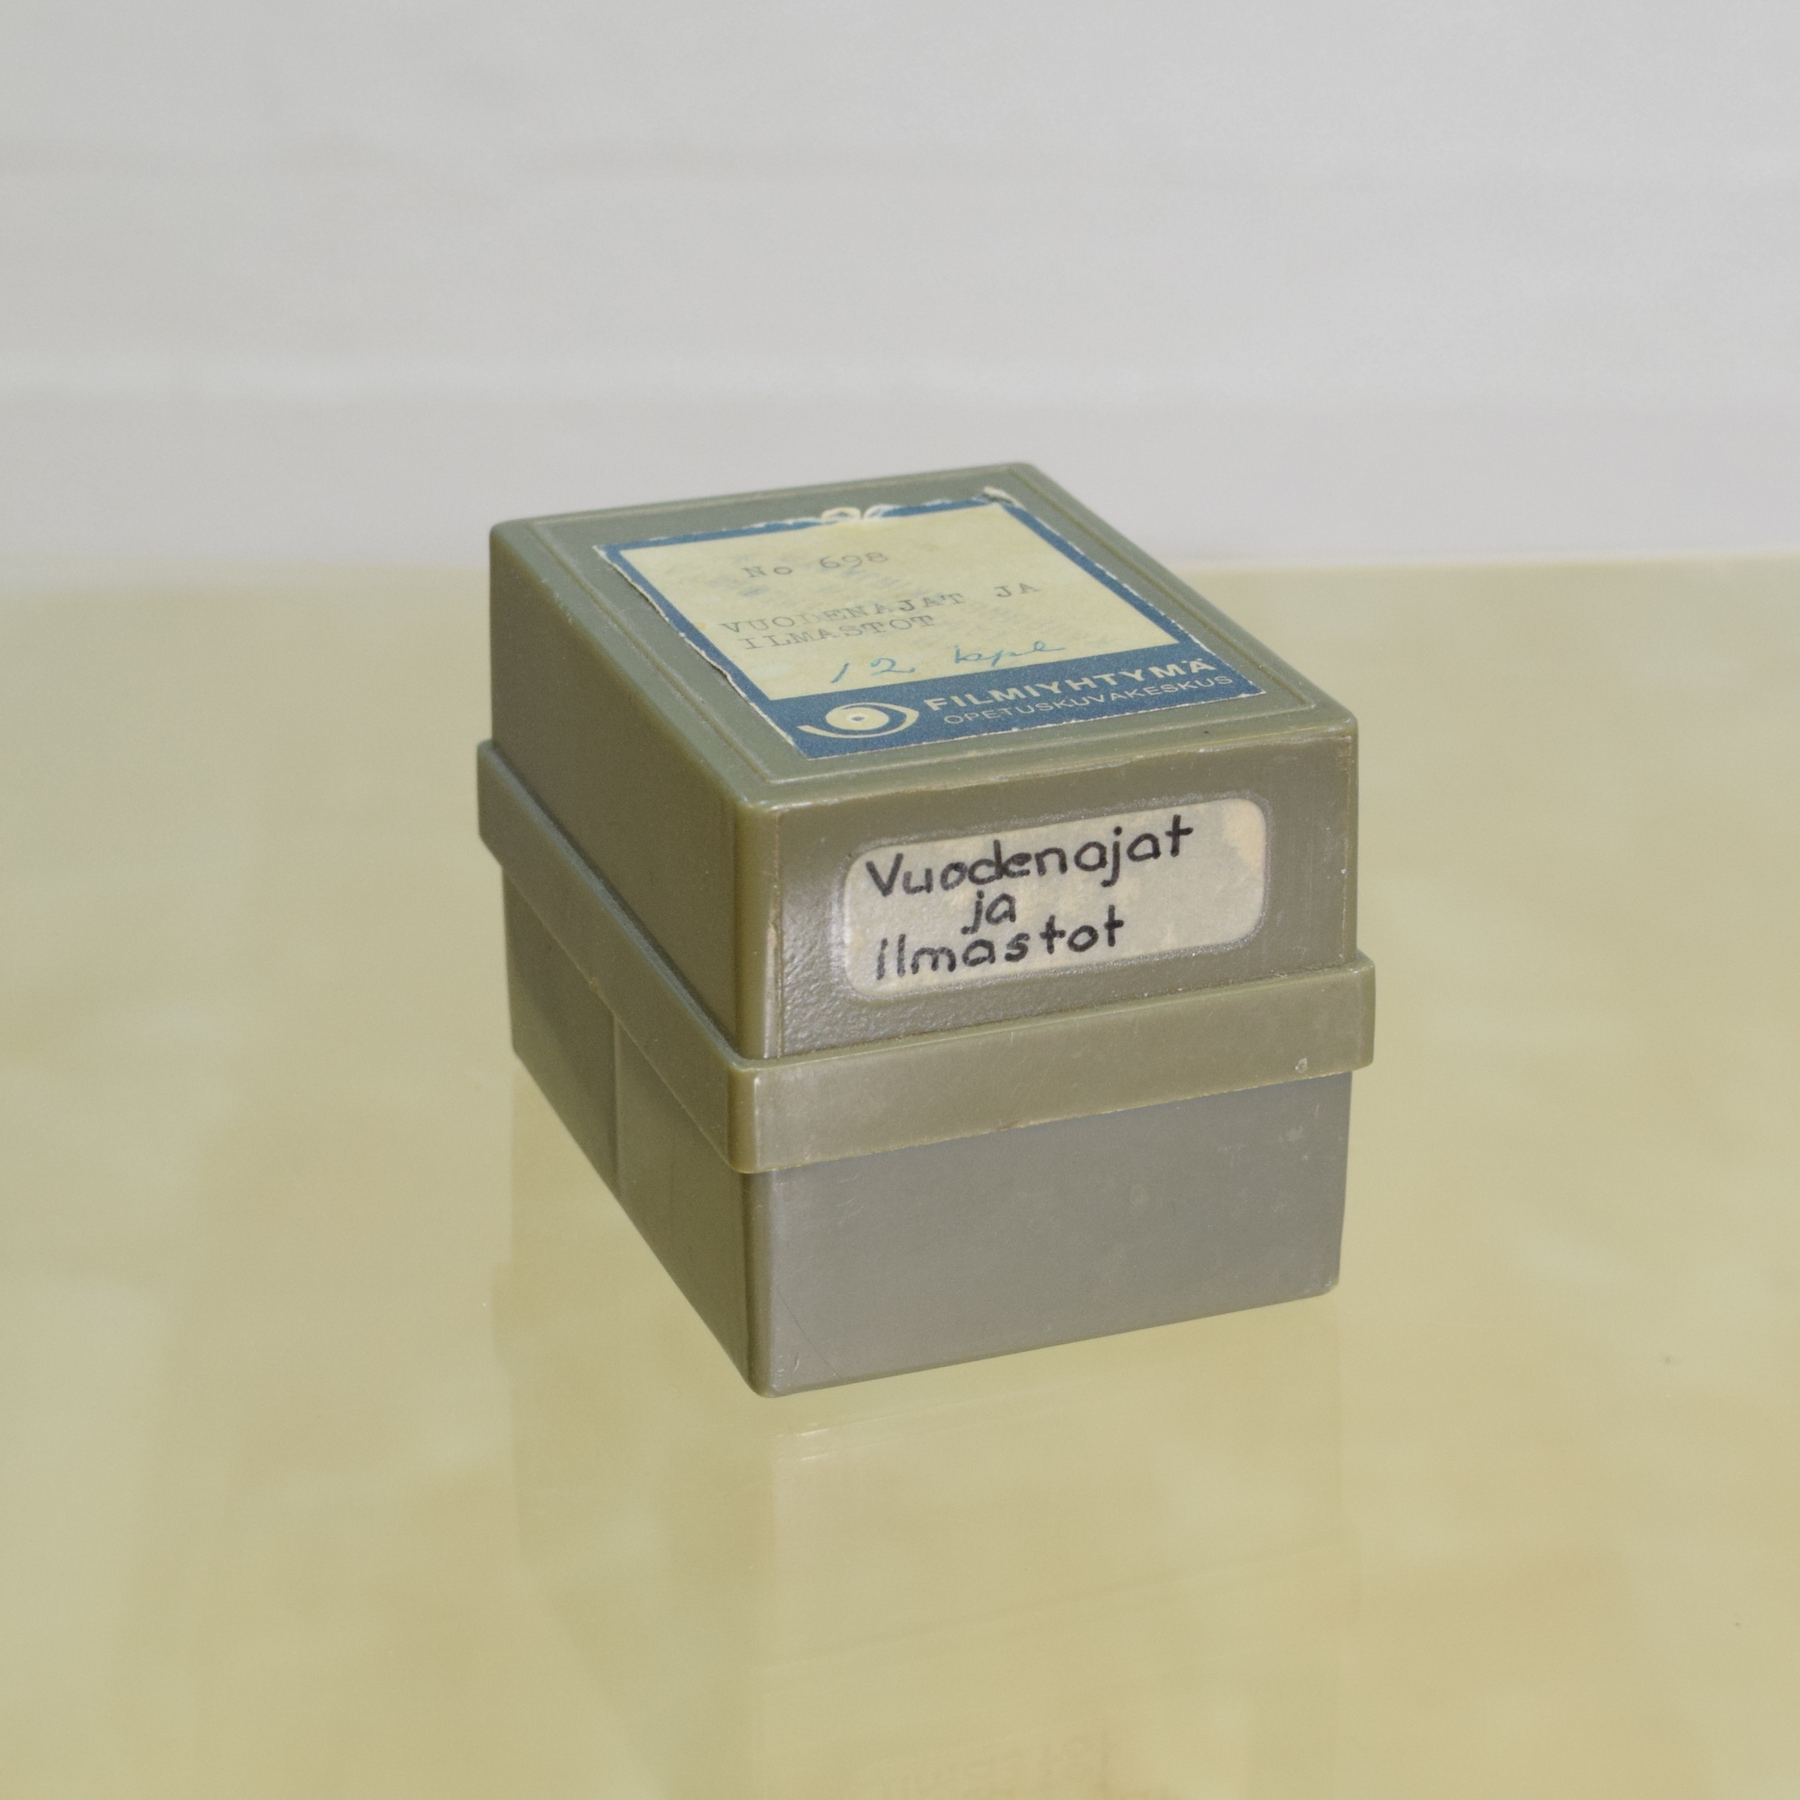 No 698
VUODENAJAT JA
ILMASTOT
12 kpl
FILMIYHTYMÄ
OPETUSKUVAKESKUS
Vuodenajat
ja
ilmastot